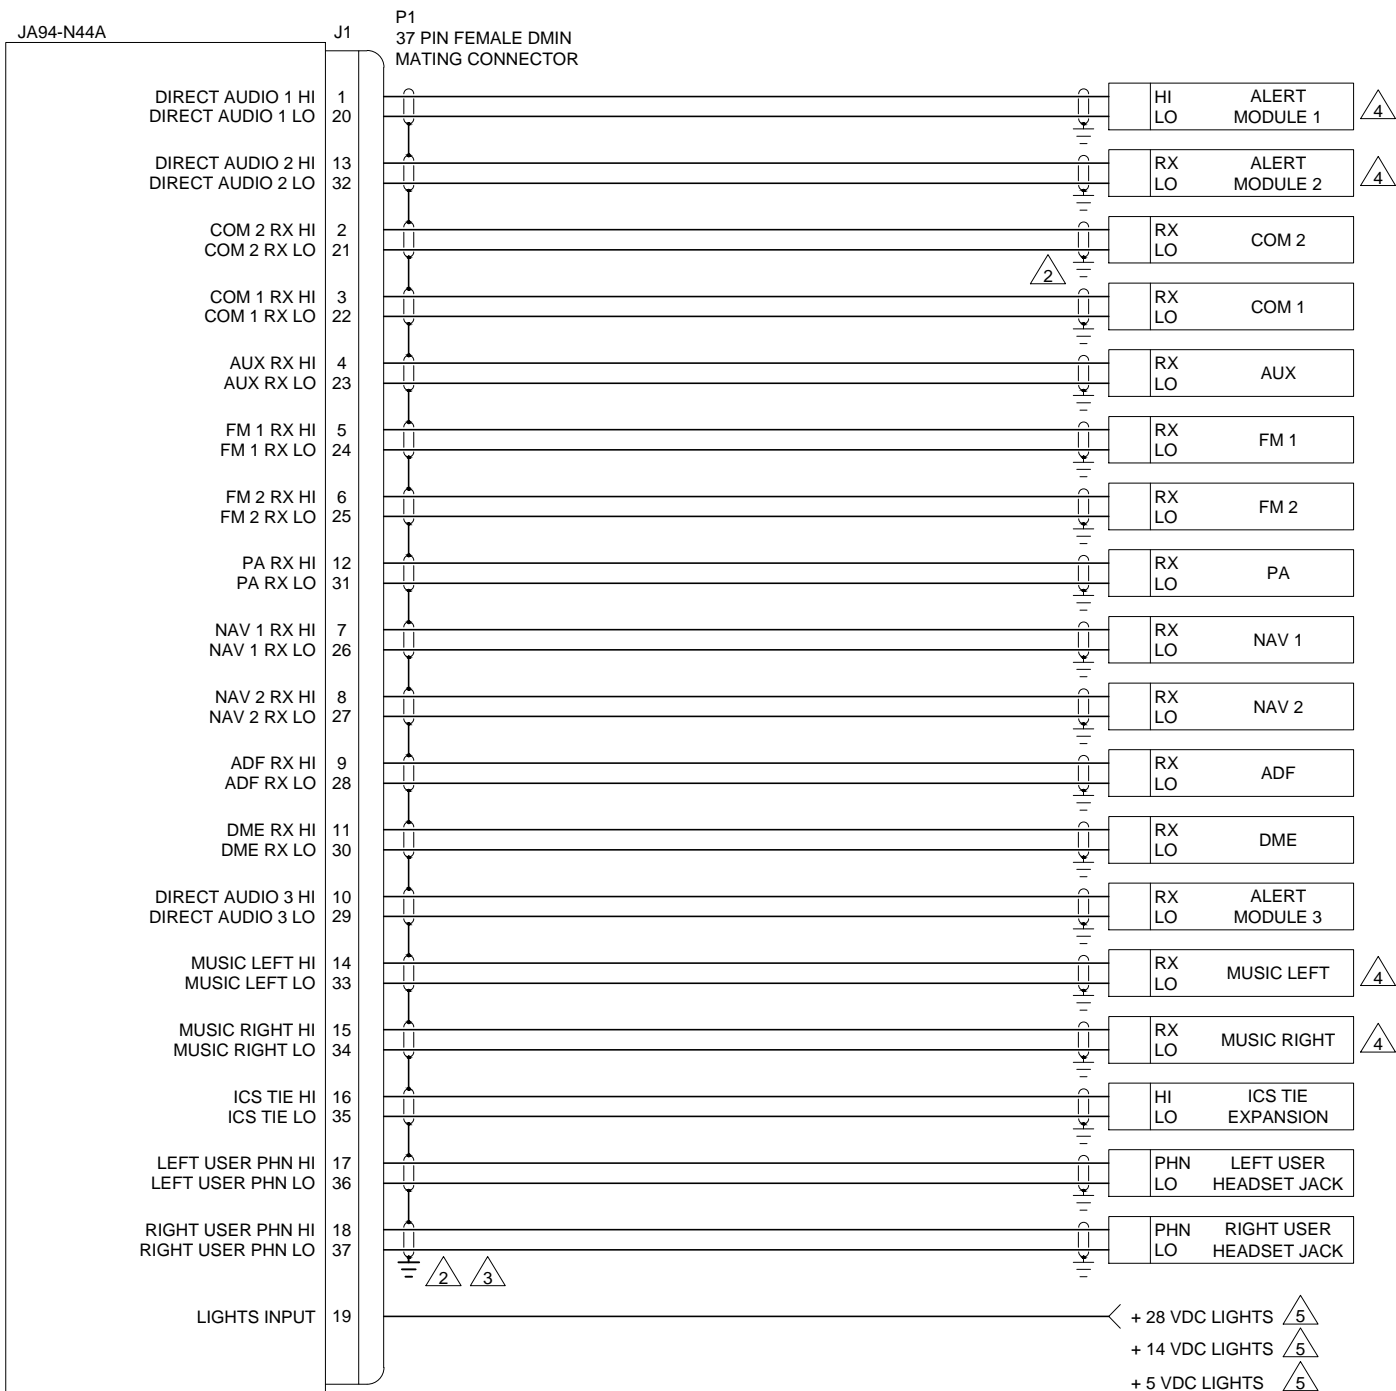 JA94-N44A J1 P1
37 PIN FEMALE DMIN
MATING CONNECTOR
DIRECT AUDIO 1 HI 1 HI ALERT
DIRECT AUDIO 1 LO 20 LO MODULE 1 4
DIRECT AUDIO 2 HI 13 RX ALERT
DIRECT AUDIO 2 LO 32 LO MODULE 2 4
COM 2 RX HI 2 RX COM 2
COM 2 RX LO 21 LO
2
COM 1 RX HI 3 RX COM 1
COM 1 RX LO 22 LO
AUX RX HI 4 RX AUX
AUX RX LO 23 LO
FM 1 RX HI 5 RX FM 1
FM 1 RX LO 24 LO
FM 2 RX HI 6 RX FM 2
FM 2 RX LO 25 LO
PA RX HI 12 RX PA
PA RX LO 31 LO
NAV 1 RX HI 7 RX NAV 1
NAV 1 RX LO 26 LO
NAV 2 RX HI 8 RX NAV 2
NAV 2 RX LO 27 LO
ADF RX HI 9 RX ADF
ADF RX LO 28 LO
DME RX HI 11 RX DME
DME RX LO 30 LO
DIRECT AUDIO 3 HI 10 RX ALERT
DIRECT AUDIO 3 LO 29 LO MODULE 3
MUSIC LEFT HI 14 RX MUSIC LEFT 4
MUSIC LEFT LO 33 LO
MUSIC RIGHT HI 15 RX MUSIC RIGHT 4
MUSIC RIGHT LO 34 LO
ICS TIE HI 16 HI ICS TIE
ICS TIE LO 35 LO EXPANSION
LEFT USER PHN HI 17 PHN LEFT USER
LEFT USER PHN LO 36 LO HEADSET JACK
RIGHT USER PHN HI 18 PHN RIGHT USER
RIGHT USER PHN LO 37 LO HEADSET JACK
2 3
LIGHTS INPUT 19 + 28 VDC LIGHTS 5
+ 14 VDC LIGHTS 5
+ 5 VDC LIGHTS 5